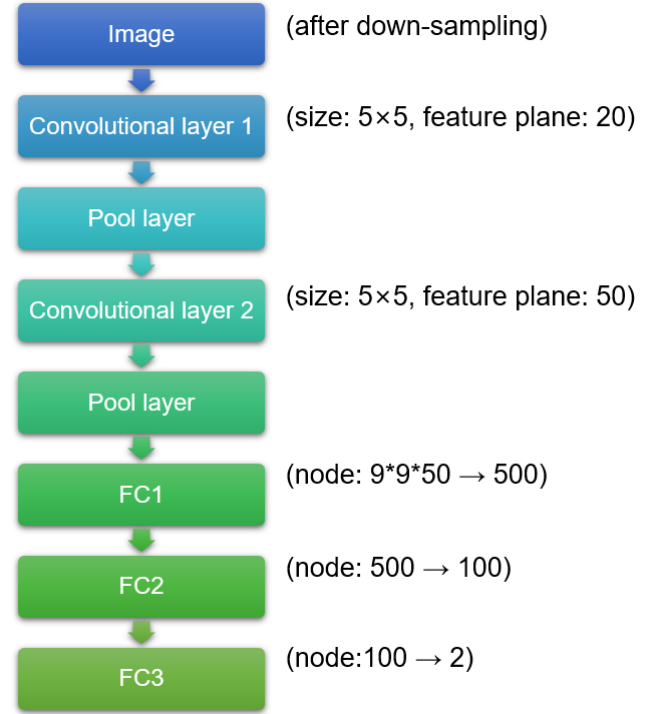 Image (after down-sampling)
Convolutional layer 1 (size: 5×5, feature plane: 20)
Pool layer
Convolutional layer 2 (size: 5×5, feature plane: 50)
Pool layer
FC1 (node: 9*9*50 → 500)
FC2 (node: 500 → 100)
FC3 (node:100 → 2)